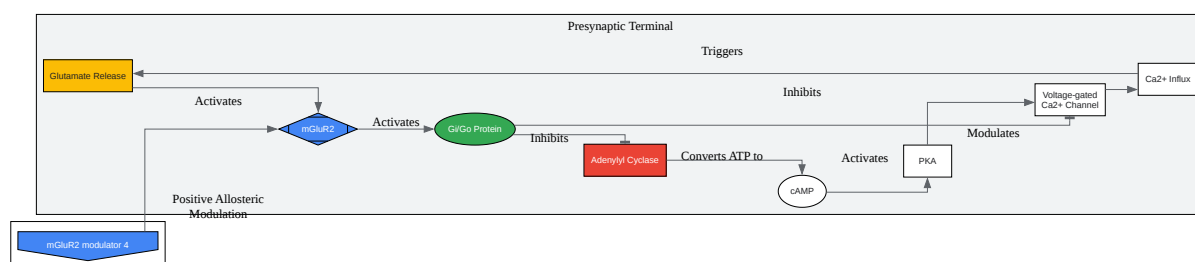 Presynaptic Terminal
Triggers
Glutamate Release
Ca2+ Influx
Inhibits
Activates
Voltage-gated
Ca2+ Channel
mGluR2
Activates
Gi/Go Protein
Inhibits
Modulates
Adenylyl Cyclase
Converts ATP to
Activates
PKA
cAMP
Positive Allosteric
Modulation
mGluR2 modulator 4